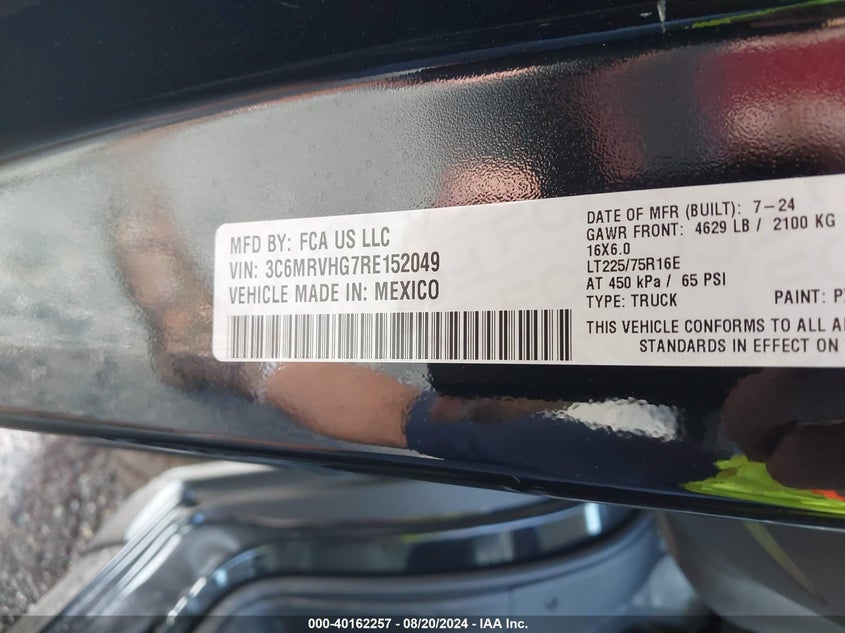 MFD BY: FCA US LLC
VIN: 3C6MRVHG7RE152049
VEHICLE MADE IN: MEXICO
DATE OF MFR (BUILT): 7-24
GAWR FRONT: 4629 LB / 2100 KG
16X6.0
LT225/75R16E
AT 450 kPa / 65 PSI
TYPE: TRUCK PAINT:
THIS VEHICLE CONFORMS TO ALL
STANDARDS IN EFFECT ON
000-40162257 - 08/20/2024 - IAA Inc.